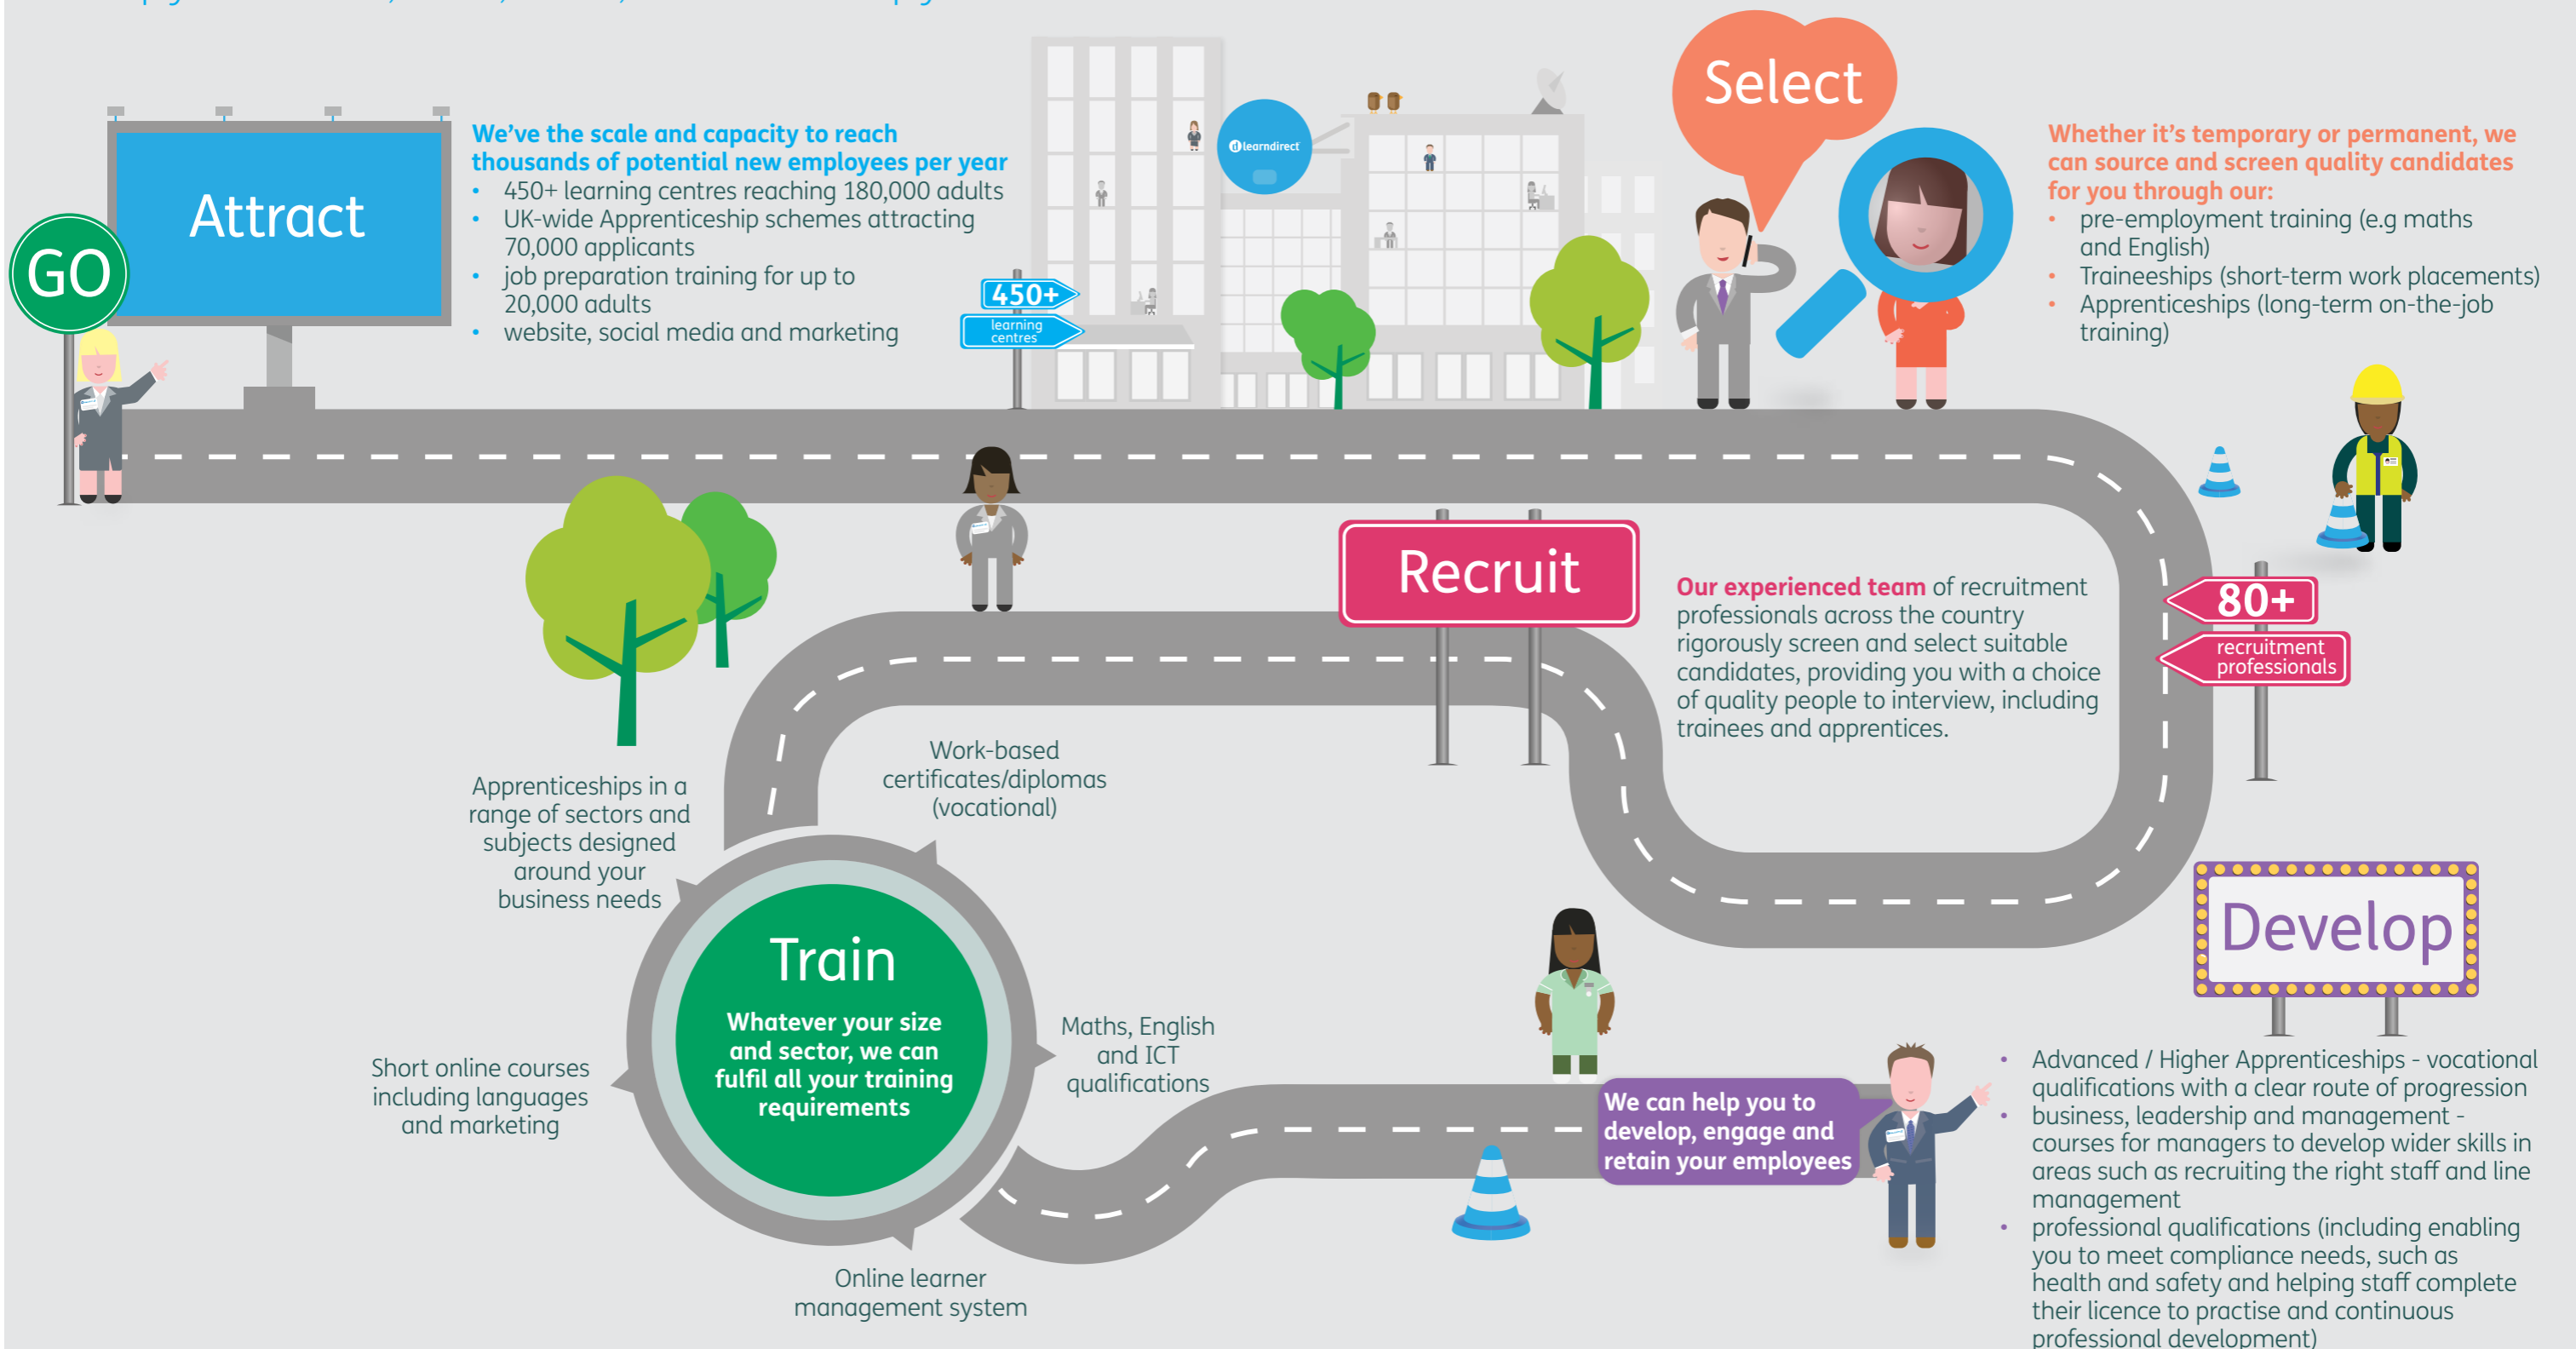 GO
Attract
We've the scale and capacity to reach
thousands of potential new employees per year
• 450+ learning centres reaching 180,000 adults
• UK-wide Apprenticeship schemes attracting
70,000 applicants
• job preparation training for up to
20,000 adults
• website, social media and marketing
450+
learning
centres
learndirect
Select
Whether it's temporary or permanent, we
can source and screen quality candidates
for you through our:
• pre-employment training (e.g maths
and English)
• Traineeships (short-term work placements)
• Apprenticeships (long-term on-the-job
training)
Recruit
Our experienced team of recruitment
professionals across the country
rigorously screen and select suitable
candidates, providing you with a choice
of quality people to interview, including
trainees and apprentices.
80+
recruitment
professionals
Apprenticeships in a
range of sectors and
subjects designed
around your
business needs
Work-based
certificates/diplomas
(vocational)
Train
Whatever your size
and sector, we can
fulfil all your training
requirements
Maths, English
and ICT
qualifications
Short online courses
including languages
and marketing
Online learner
management system
We can help you to
develop, engage and
retain your employees
Develop
• Advanced / Higher Apprenticeships - vocational
qualifications with a clear route of progression
• business, leadership and management -
courses for managers to develop wider skills in
areas such as recruiting the right staff and line
management
• professional qualifications (including enabling
you to meet compliance needs, such as
health and safety and helping staff complete
their licence to practise and continuous
professional development)